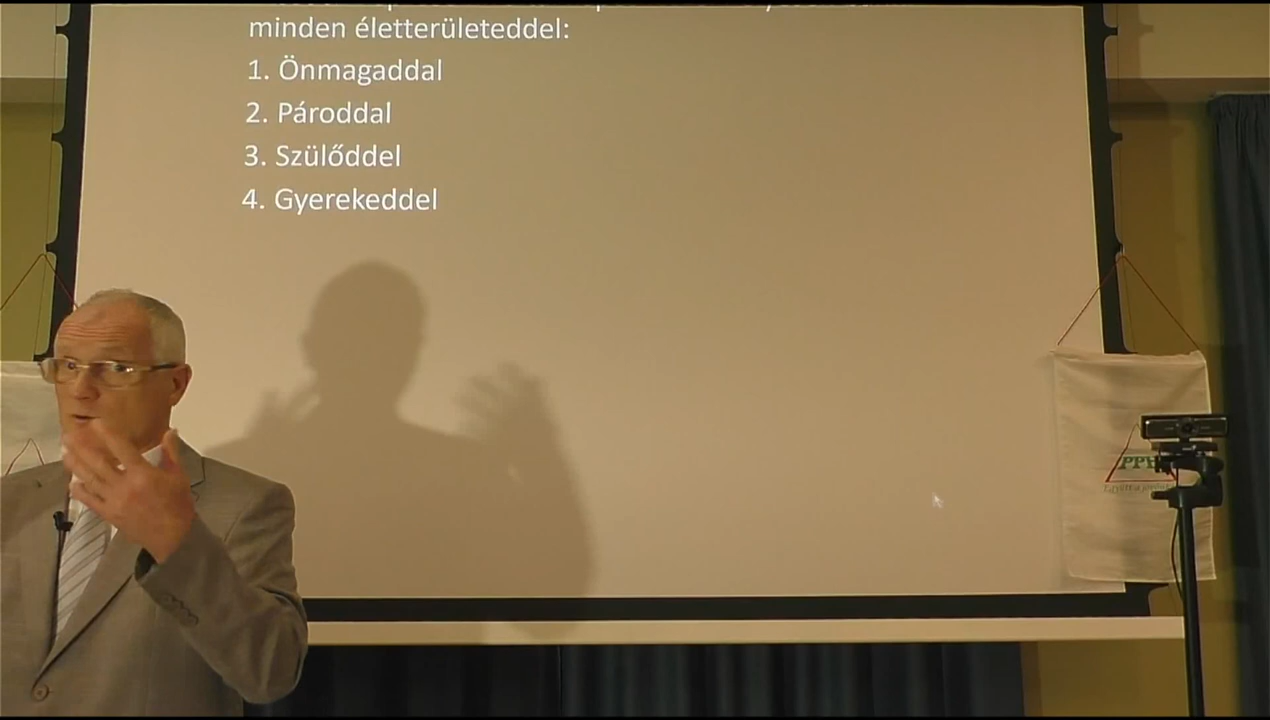 minden életterületeddel:
1. Önmagaddal
2. Pároddal
3. Szülőddel
4. Gyerekeddel
PPH